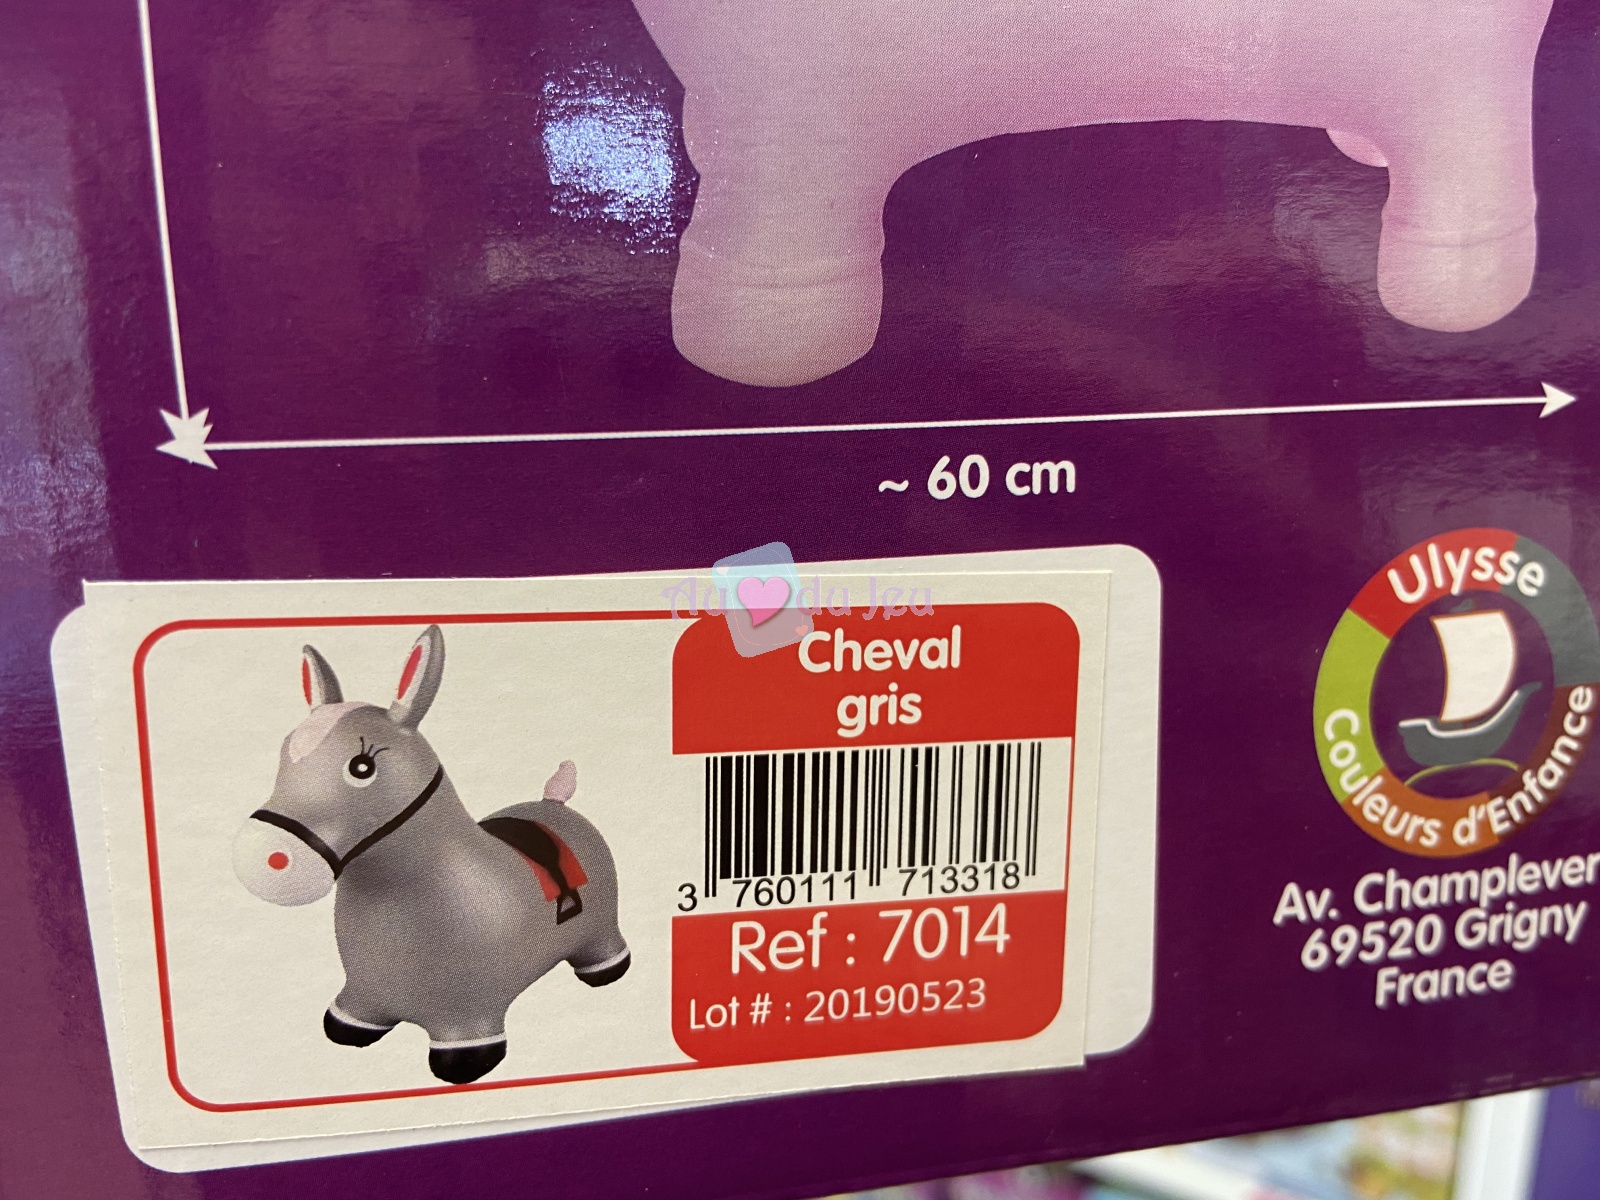 ~ 60 cm
Au du Jeu
Cheval
gris
3 760111 713318
Ref : 7014
Lot # : 20190523
Ulysse
Couleurs d'Enfance
Av. Champlever
69520 Grigny
France